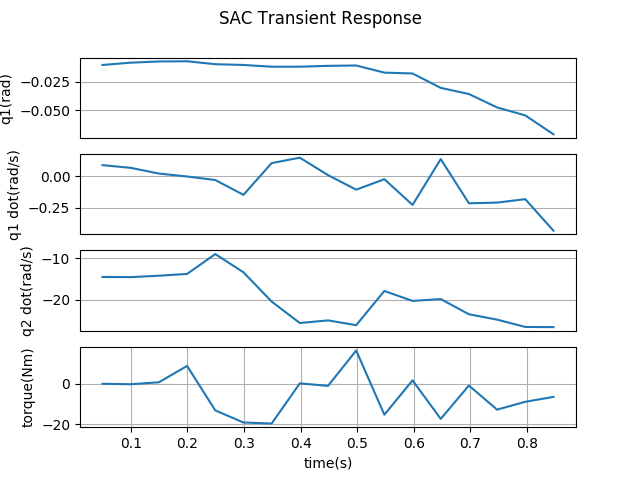 SAC Transient Response
q1(rad)
−0.025
−0.050
q1 dot(rad/s)
0.00
−0.25
q2 dot(rad/s)
−10
−20
torque(Nm)
0
−20
0.1 0.2 0.3 0.4 0.5 0.6 0.7 0.8
time(s)